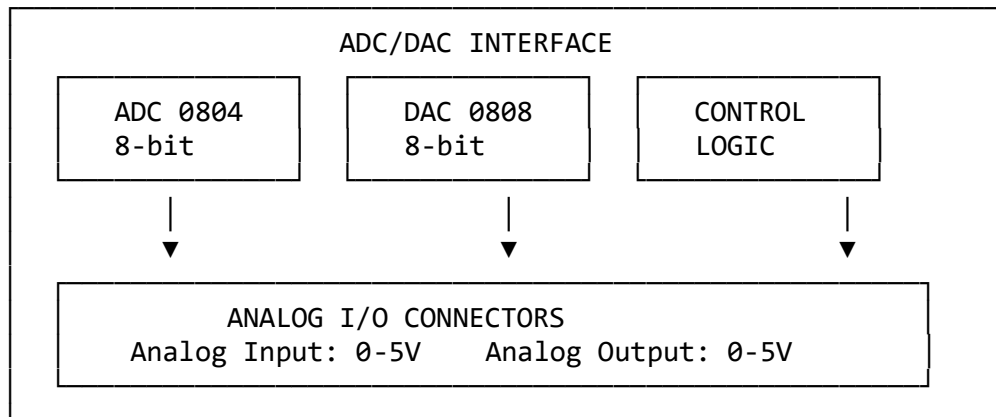 ADC/DAC INTERFACE
ADC 0804 DAC 0808 CONTROL
8-bit 8-bit LOGIC
ANALOG I/O CONNECTORS
Analog Input: 0-5V Analog Output: 0-5V